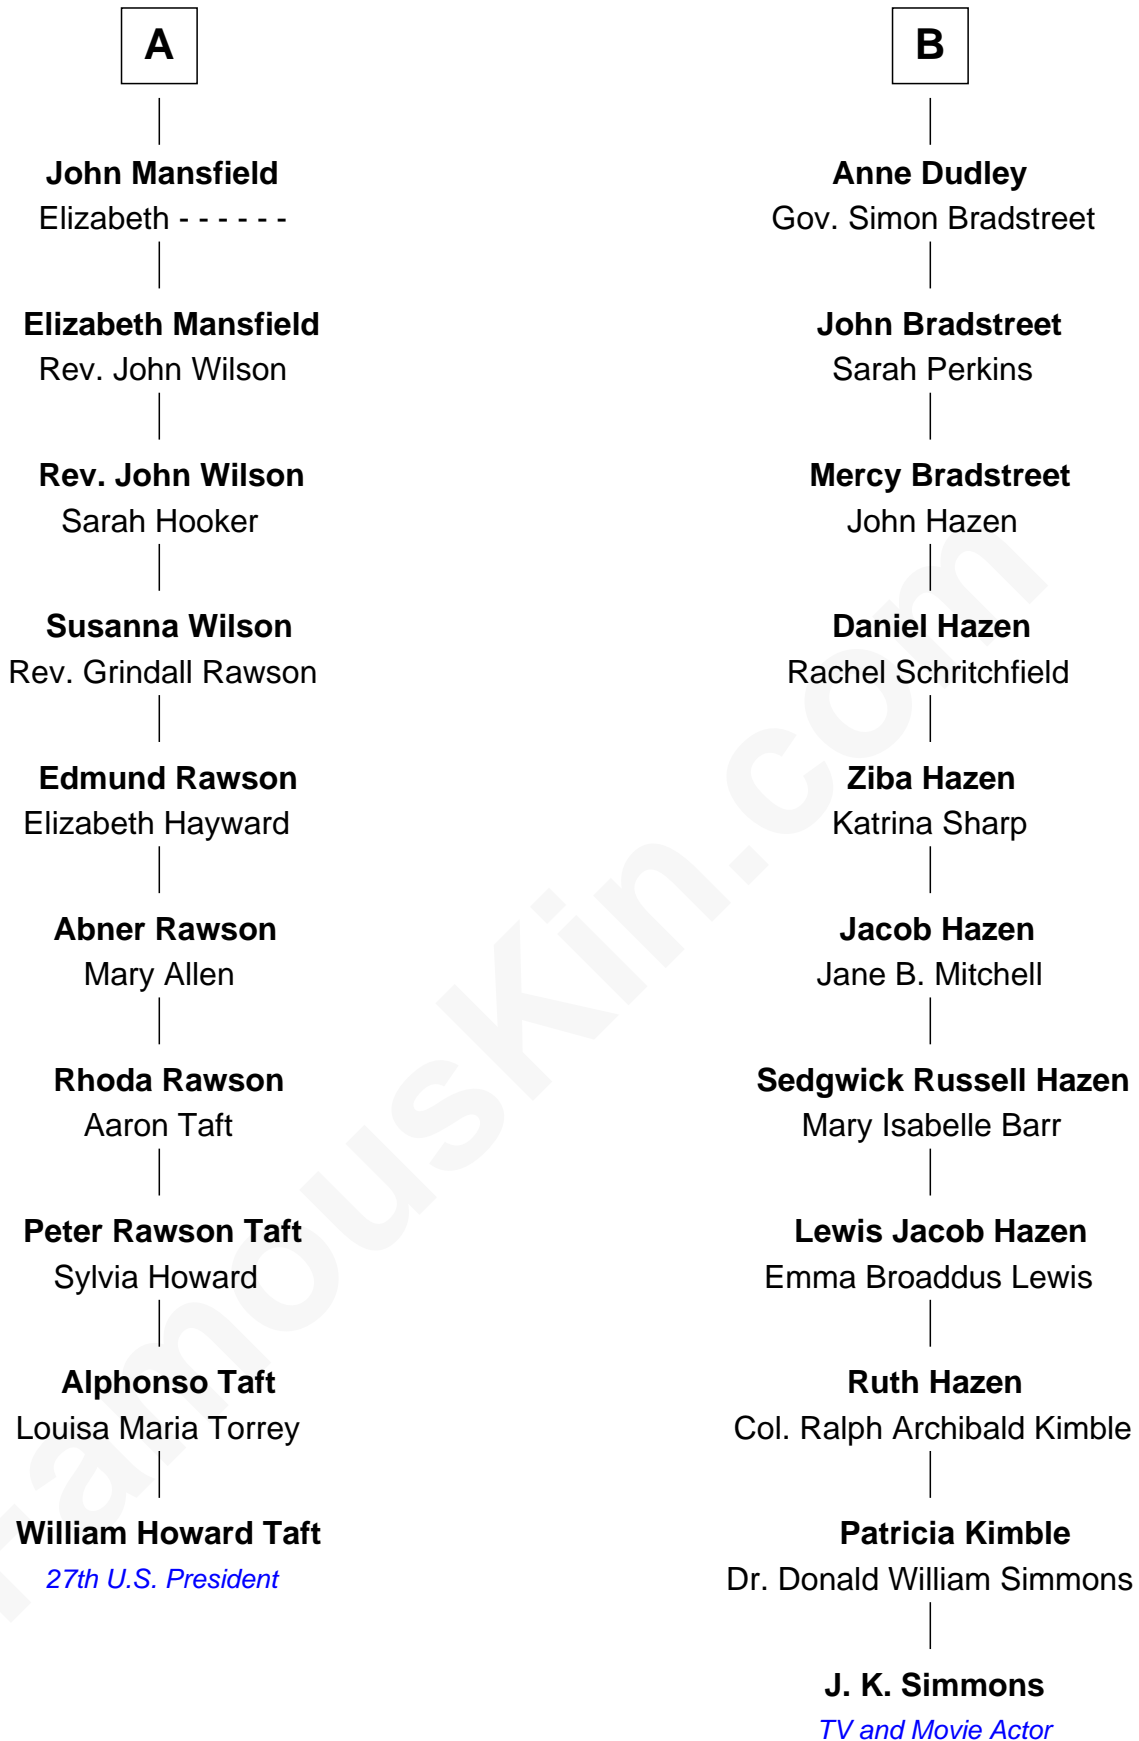 A
John Mansfield
Elizabeth - - - - - -
Elizabeth Mansfield
Rev. John Wilson
Rev. John Wilson
Sarah Hooker
Susanna Wilson
Rev. Grindall Rawson
Edmund Rawson
Elizabeth Hayward
Abner Rawson
Mary Allen
Rhoda Rawson
Aaron Taft
Peter Rawson Taft
Sylvia Howard
Alphonso Taft
Louisa Maria Torrey
William Howard Taft
27th U.S. President
B
Anne Dudley
Gov. Simon Bradstreet
John Bradstreet
Sarah Perkins
Mercy Bradstreet
John Hazen
Daniel Hazen
Rachel Schritchfield
Ziba Hazen
Katrina Sharp
Jacob Hazen
Jane B. Mitchell
Sedgwick Russell Hazen
Mary Isabelle Barr
Lewis Jacob Hazen
Emma Broaddus Lewis
Ruth Hazen
Col. Ralph Archibald Kimble
Patricia Kimble
Dr. Donald William Simmons
J. K. Simmons
TV and Movie Actor
FamousKin.com